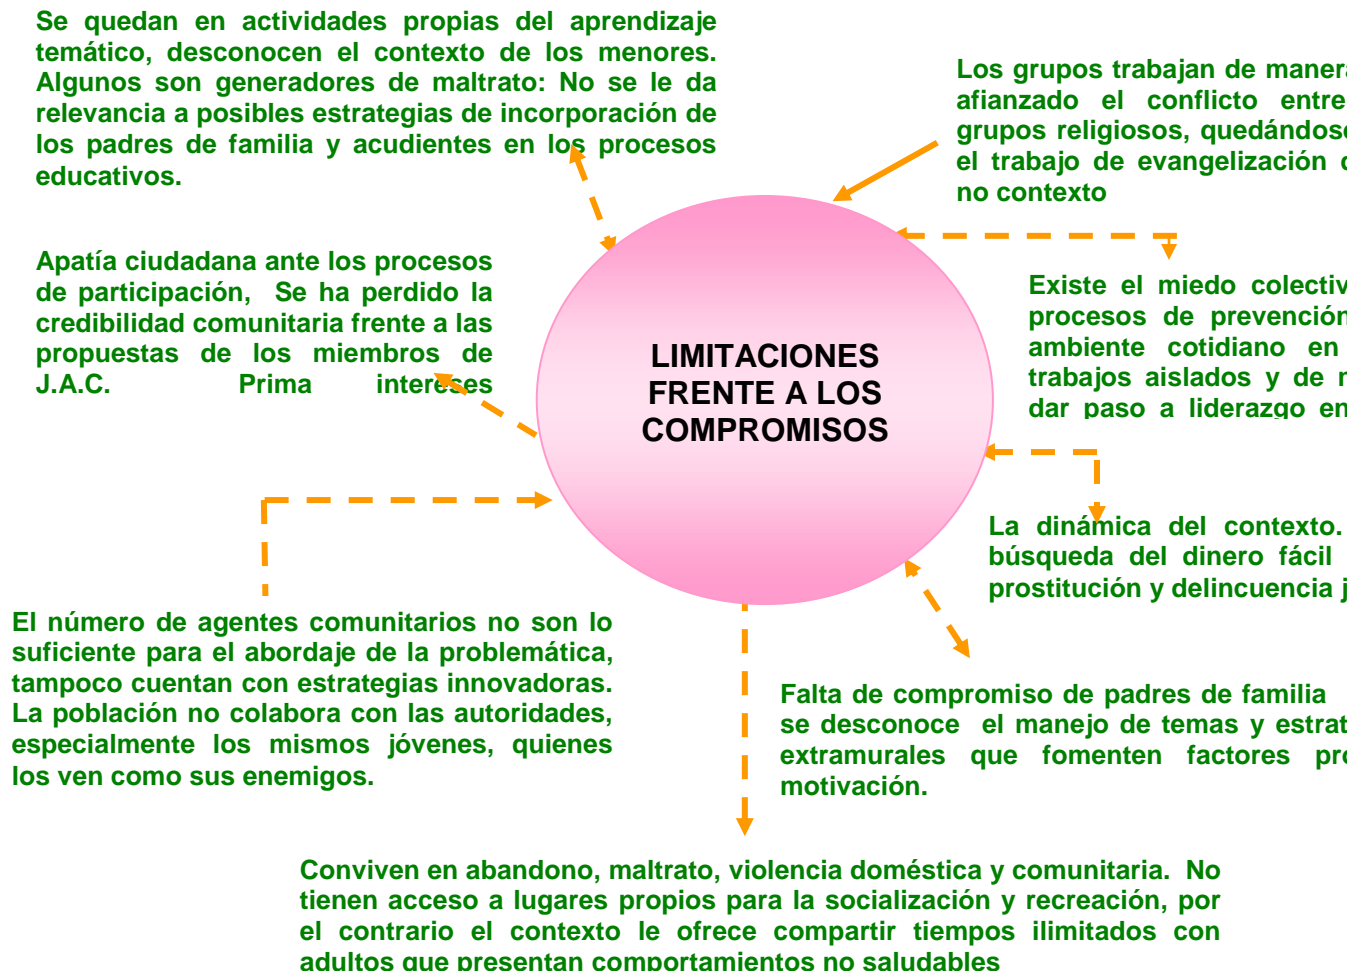 Se quedan en actividades propias del aprendizaje
temático, desconocen el contexto de los menores.
Algunos son generadores de maltrato: No se le da
relevancia a posibles estrategias de incorporación de
los padres de familia y acudientes en los procesos
educativos.
Los grupos trabajan de manera
afianzado el conflicto entre
grupos religiosos, quedándose
el trabajo de evangelización
no contexto
Apatía ciudadana ante los procesos
de participación, Se ha perdido la
credibilidad comunitaria frente a las
propuestas de los miembros de
J.A.C. Prima intereses
Existe el miedo
procesos de prevención
ambiente cotidiano en
trabajos aislados y de
dar paso a liderazgo en
LIMITACIONES
FRENTE A LOS
COMPROMISOS
La dinámica del contexto.
búsqueda del dinero fácil
prostitución y delincuencia
El número de agentes comunitarios no son lo
suficiente para el abordaje de la problemática,
tampoco cuentan con estrategias innovadoras.
La población no colabora con las autoridades,
especialmente los mismos jóvenes, quienes
los ven como sus enemigos.
Falta de compromiso de padres de familia
se desconoce el manejo de temas y
extramurales que fomenten factores
motivación.
Conviven en abandono, maltrato, violencia doméstica y comunitaria. No
tienen acceso a lugares propios para la socialización y recreación, por
el contrario el contexto le ofrece compartir tiempos ilimitados con
adultos que presentan comportamientos no saludables